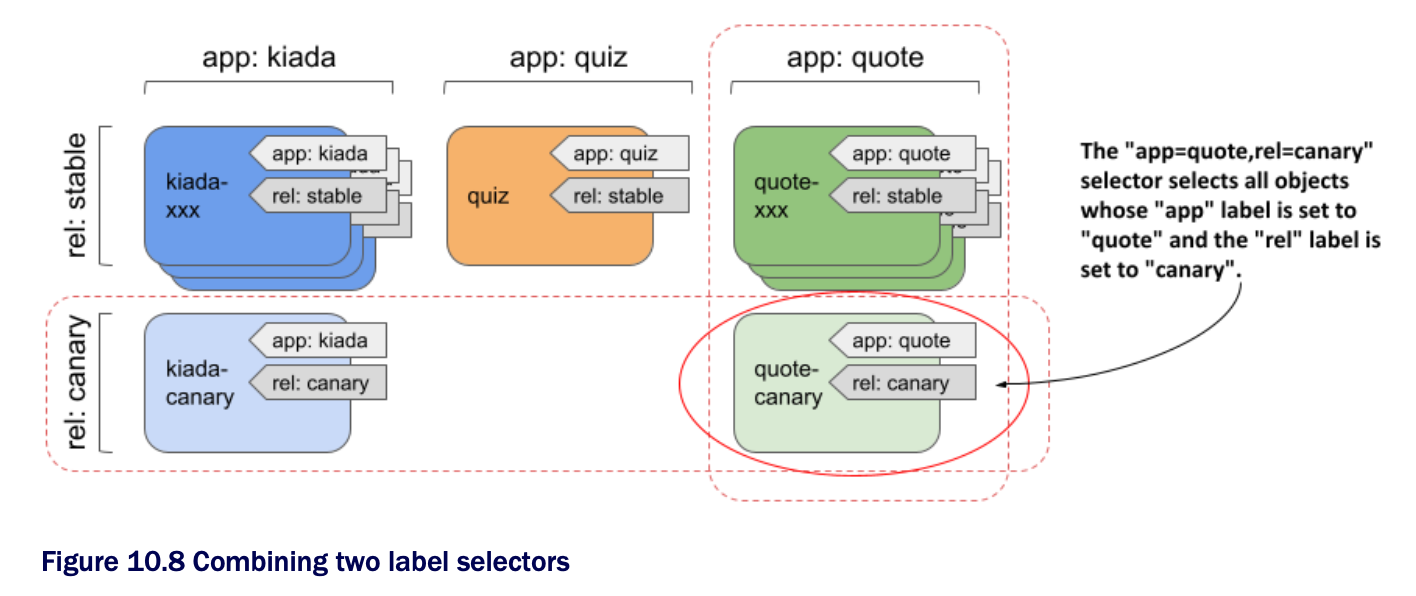 app: kiada
app: quiz
app: quote
rel: stable
kiada-
xxx
app: kiada
rel: stable
quiz
app: quiz
rel: stable
quote-
xxx
app: quote
rel: stable
The "app=quote,rel=canary"
selector selects all objects
whose "app" label is set to
"quote" and the "rel" label is
set to "canary".
rel: canary
kiada-
canary
app: kiada
rel: canary
quote-
canary
app: quote
rel: canary
Figure 10.8 Combining two label selectors